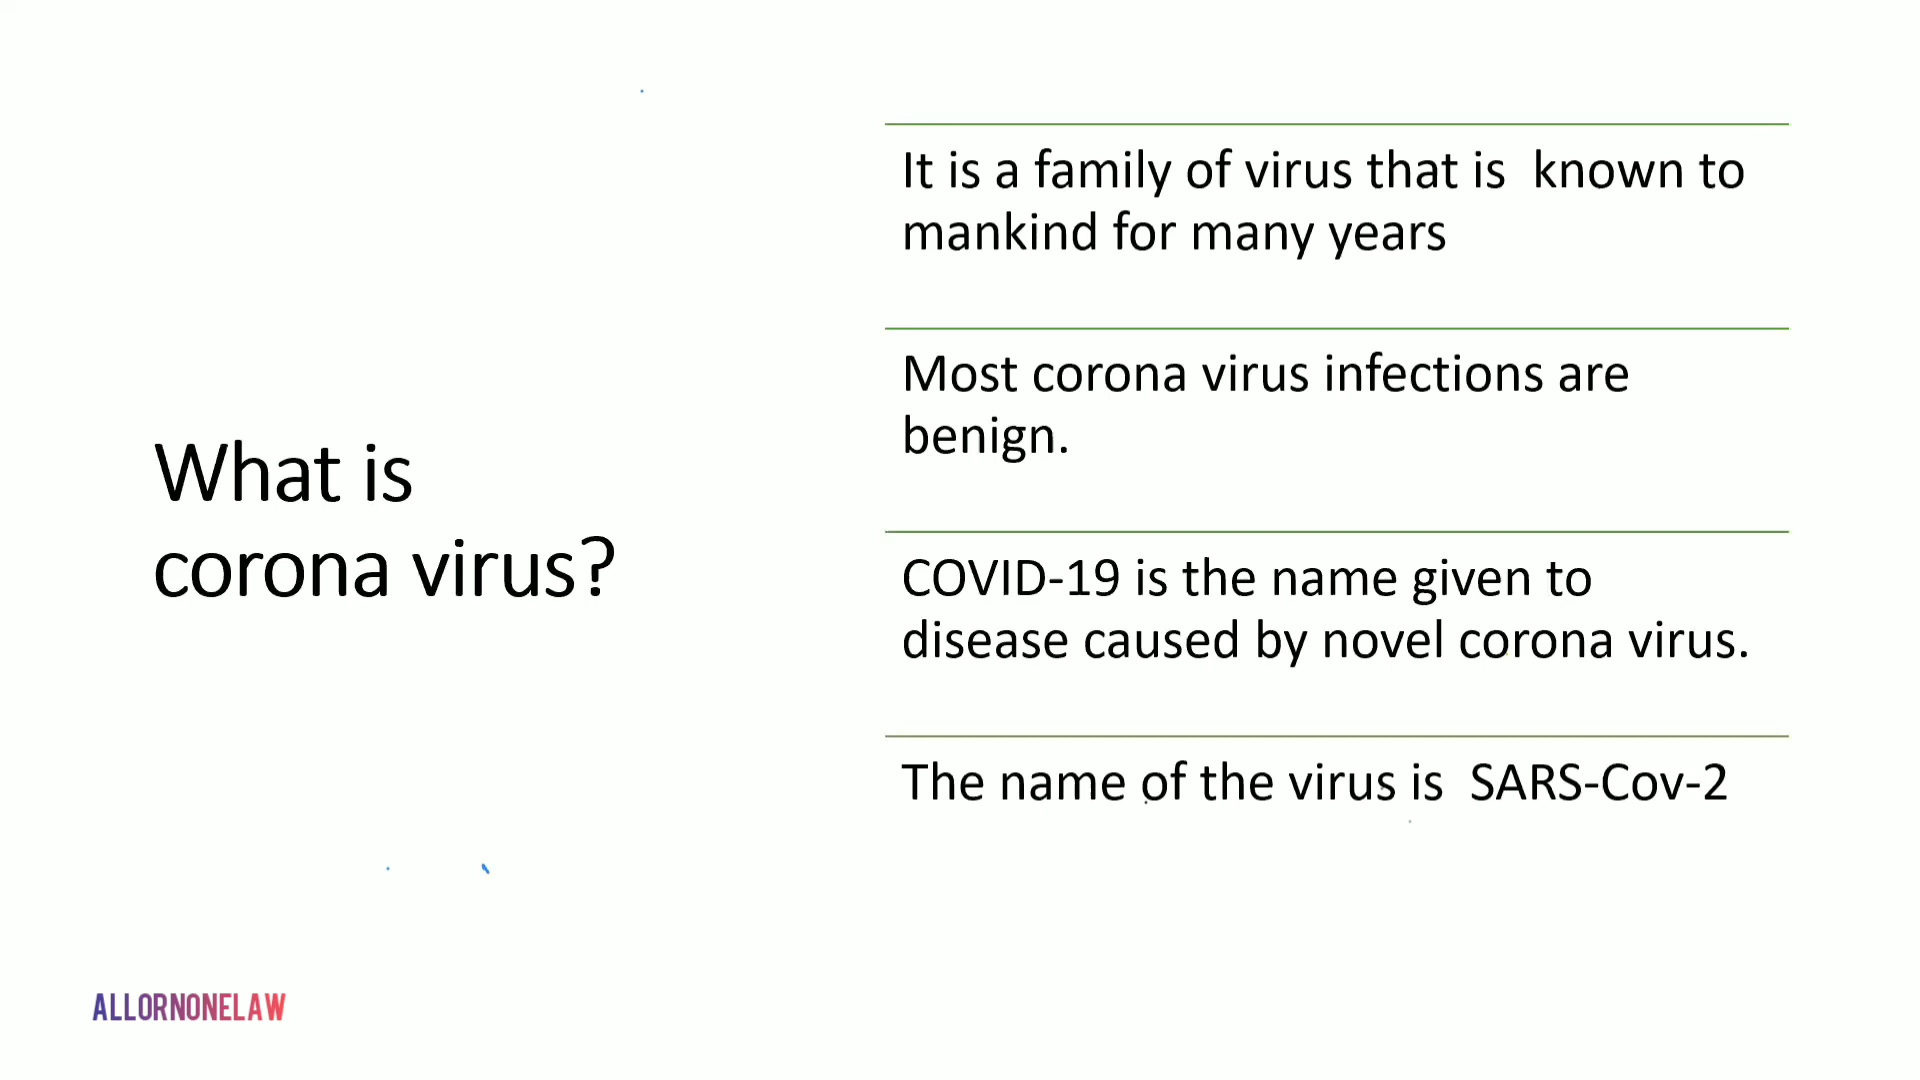 What is
corona virus?
It is a family of virus that is  known to
mankind for many years
Most corona virus infections are
benign.
COVID-19 is the name given to
disease caused by novel corona virus.
The name of the virus is  SARS-Cov-2
ALLORNONELAW